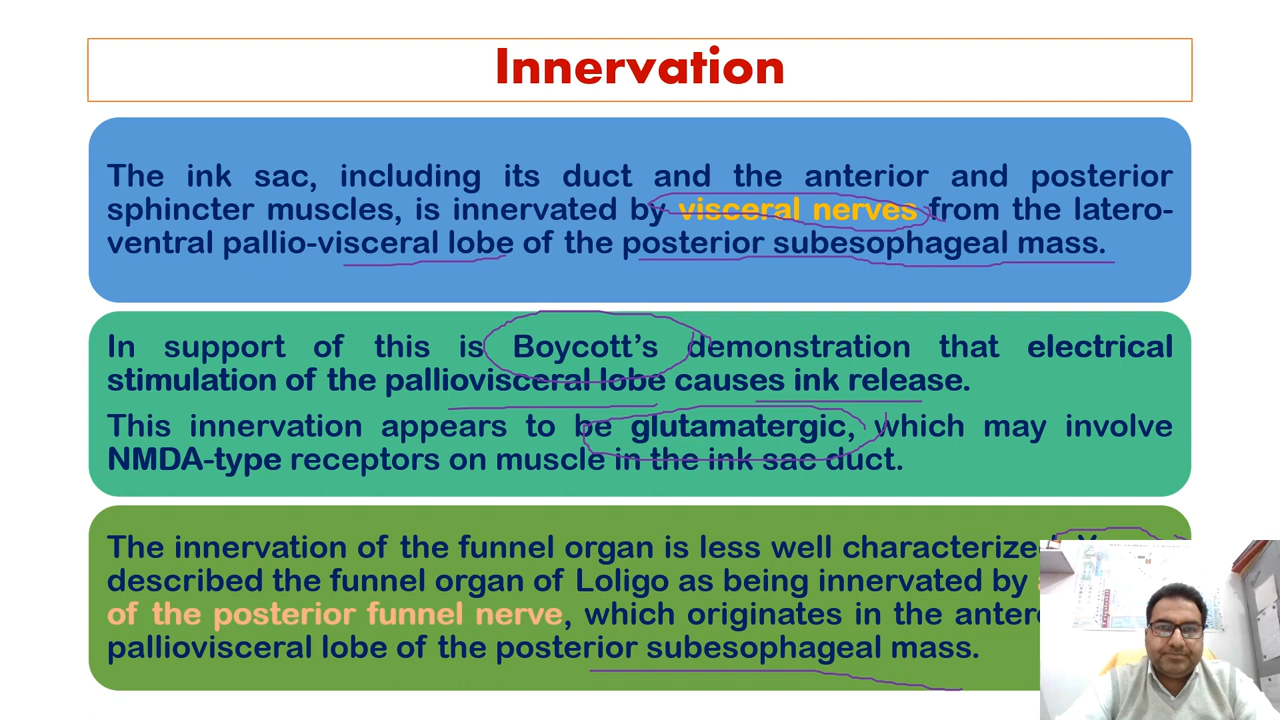 Innervation
The ink sac, including its duct and the anterior and posterior
sphincter muscles, is innervated by visceral nerves from the latero-
ventral pallio-visceral lobe of the posterior subesophageal mass.
In support of this is Boycott's demonstration that electrical
stimulation of the palliovisceral lobe causes ink release.
This innervation appears to be glutamatergic, which may involve
NMDA-type receptors on muscle in the ink sac duct.
The innervation of the funnel organ is less well
described the funnel organ of Loligo as being innervated by
of the posterior funnel nerve, which originates in the
palliovisceral lobe of the posterior subesophageal mass.